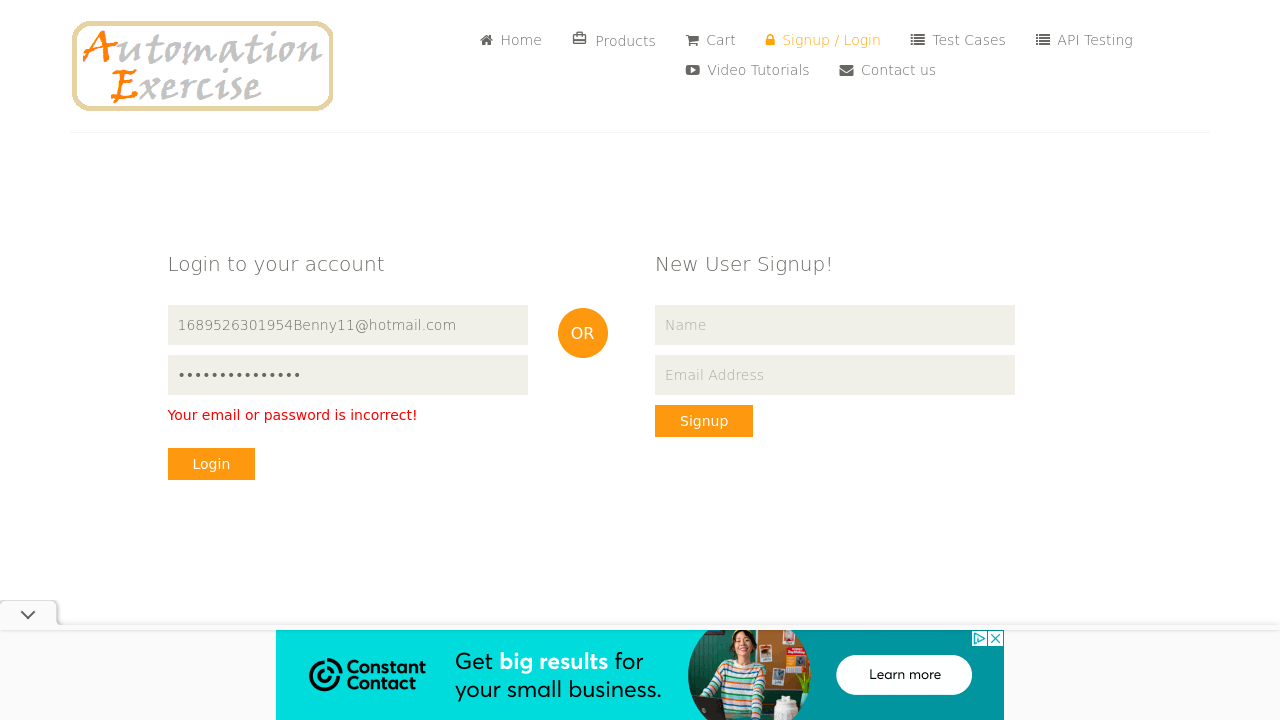 Automation
Exercise
Home
Products
Cart
Signup / Login
Test Cases
API Testing
Video Tutorials
Contact us
Login to your account
1689526301954Benny11@hotmail.com
•••••••••••••••
Your email or password is incorrect!
Login
OR
New User Signup!
Name
Email Address
Signup
Constant
Contact
Get big results for
your small business.
Learn more